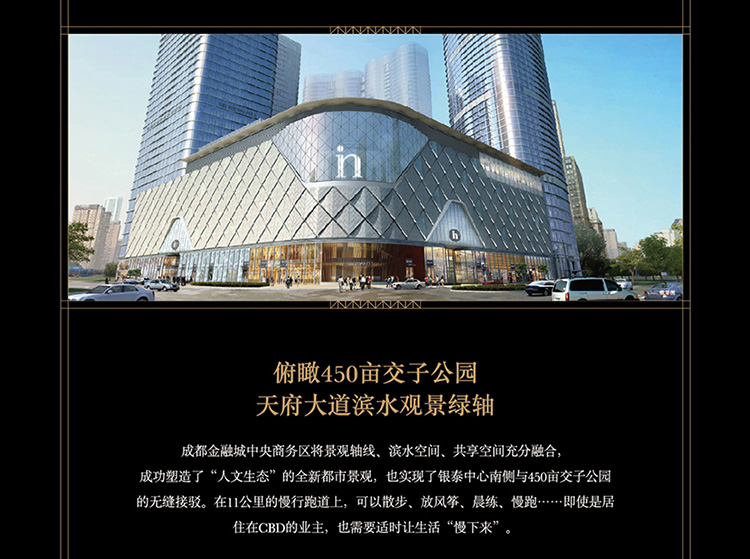 in
in
俯瞰450亩交子公园
天府大道滨水观景绿轴
成都金融城中央商务区将景观轴线、滨水空间、共享空间充分融合，
成功塑造了“人文生态”的全新都市景观，也实现了银泰中心南侧与450亩交子公园
的无缝接驳。在11公里的慢行跑道上，可以散步、放风筝、晨练、慢跑……即使是居
住在CBD的业主，也需要适时让生活“慢下来”。